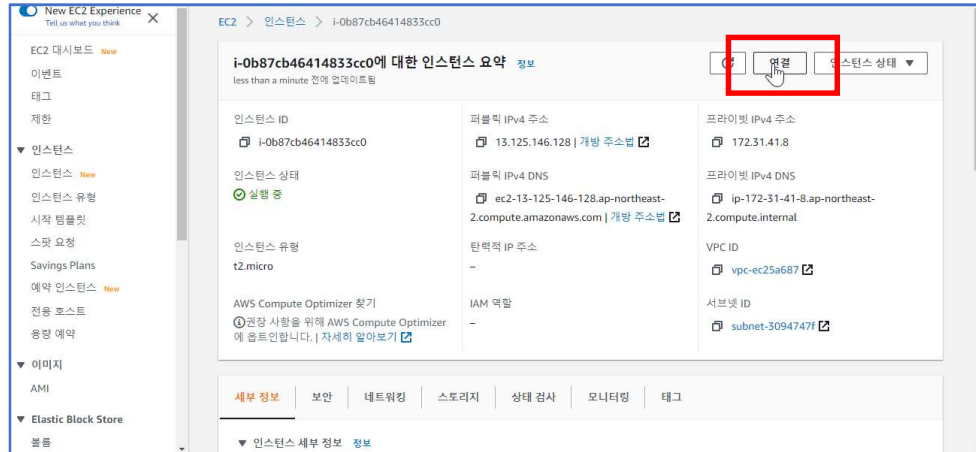 New EC2 Experience
Tell us what you think
EC2 대시보드 New
이벤트
태그
제한
인스턴스
인스턴스 New
인스턴스 유형
시작 템플릿
스팟 요청
Savings Plans
예약 인스턴스 New
전용 호스트
용량 예약
이미지
AMI
Elastic Block Store
볼륨
EC2 > 인스턴스 > i-0b87cb46414833cc0
i-0b87cb46414833cc0에 대한 인스턴스 요약 정보
less than a minute 전에 업데이트됨
연결
인스턴스 상태
인스턴스 ID
i-0b87cb46414833cc0
퍼블릭 IPv4 주소
13.125.146.128 | 개방 주소법
프라이빗 IPv4 주소
172.31.41.8
인스턴스 상태
실행 중
퍼블릭 IPv4 DNS
ec2-13-125-146-128.ap-northeast-
2.compute.amazonaws.com | 개방 주소법
프라이빗 IPv4 DNS
ip-172-31-41-8.ap-northeast-
2.compute.internal
인스턴스 유형
t2.micro
탄력적 IP 주소
–
VPC ID
vpc-ec25a687
AWS Compute Optimizer 찾기
권장 사항을 위해 AWS Compute Optimizer
에 옵트인합니다. | 자세히 알아보기
IAM 역할
–
서브넷 ID
subnet-3094747f
세부 정보
보안
네트워킹
스토리지
상태 검사
모니터링
태그
인스턴스 세부 정보 정보